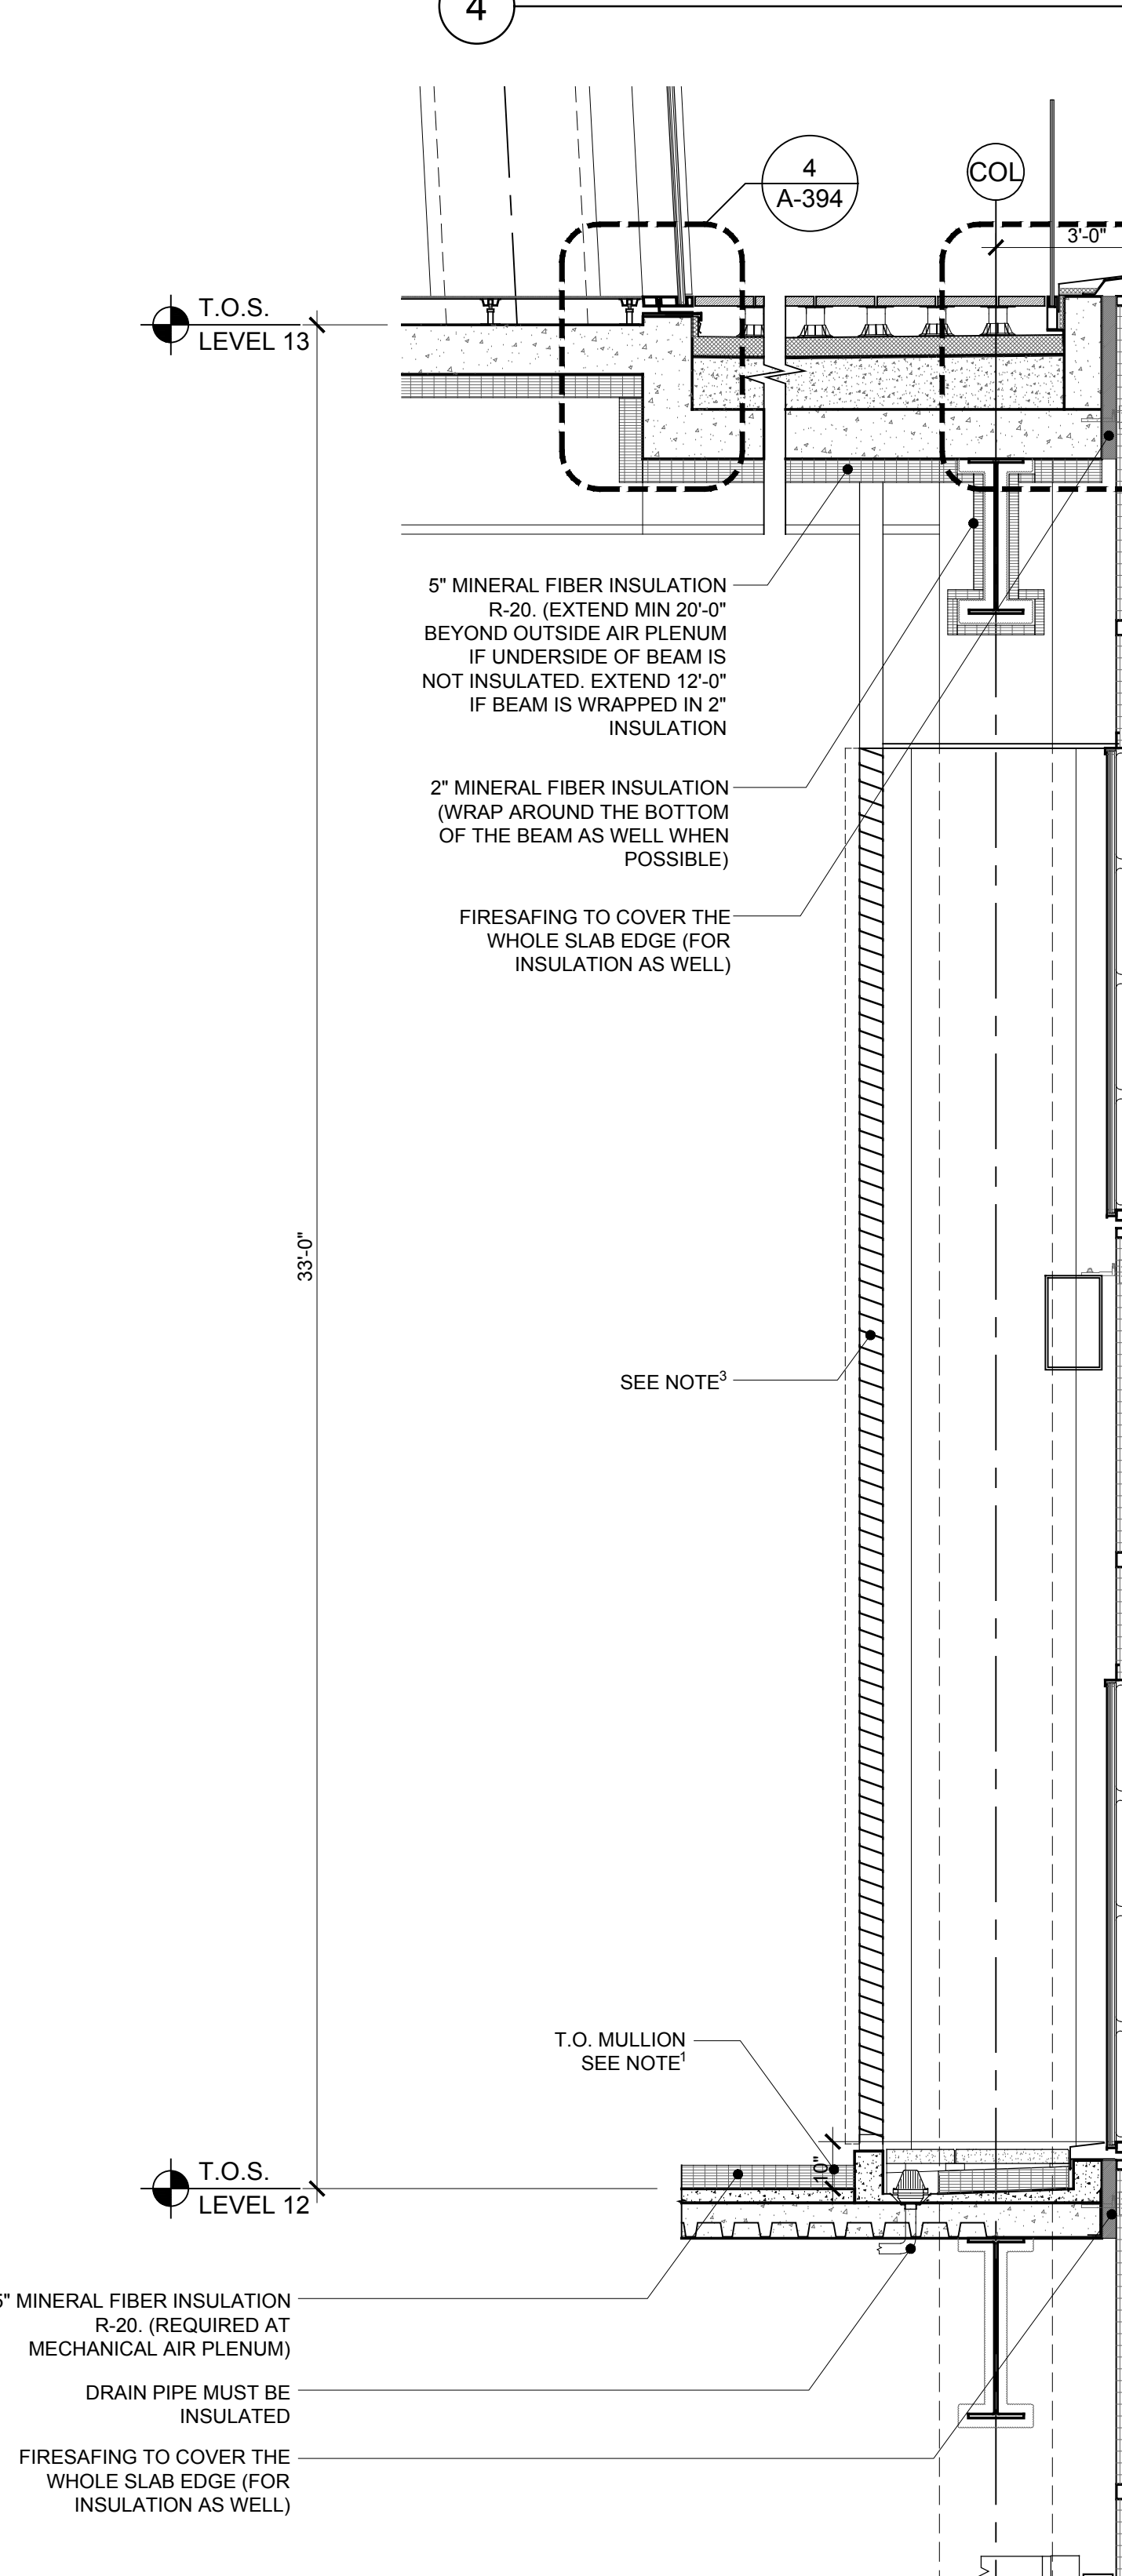 4
4
A-394
COL
3'-0"
T.O.S.
LEVEL 13
5" MINERAL FIBER INSULATION
R-20. (EXTEND MIN 20'-0"
BEYOND OUTSIDE AIR PLENUM
IF UNDERSIDE OF BEAM IS
NOT INSULATED. EXTEND 12'-0"
IF BEAM IS WRAPPED IN 2"
INSULATION
2" MINERAL FIBER INSULATION
(WRAP AROUND THE BOTTOM
OF THE BEAM AS WELL WHEN
POSSIBLE)
FIRESAFING TO COVER THE
WHOLE SLAB EDGE (FOR
INSULATION AS WELL)
33'-0"
SEE NOTE³
T.O. MULLION
SEE NOTE¹
10"
T.O.S.
LEVEL 12
5" MINERAL FIBER INSULATION
R-20. (REQUIRED AT
MECHANICAL AIR PLENUM)
DRAIN PIPE MUST BE
INSULATED
FIRESAFING TO COVER THE
WHOLE SLAB EDGE (FOR
INSULATION AS WELL)